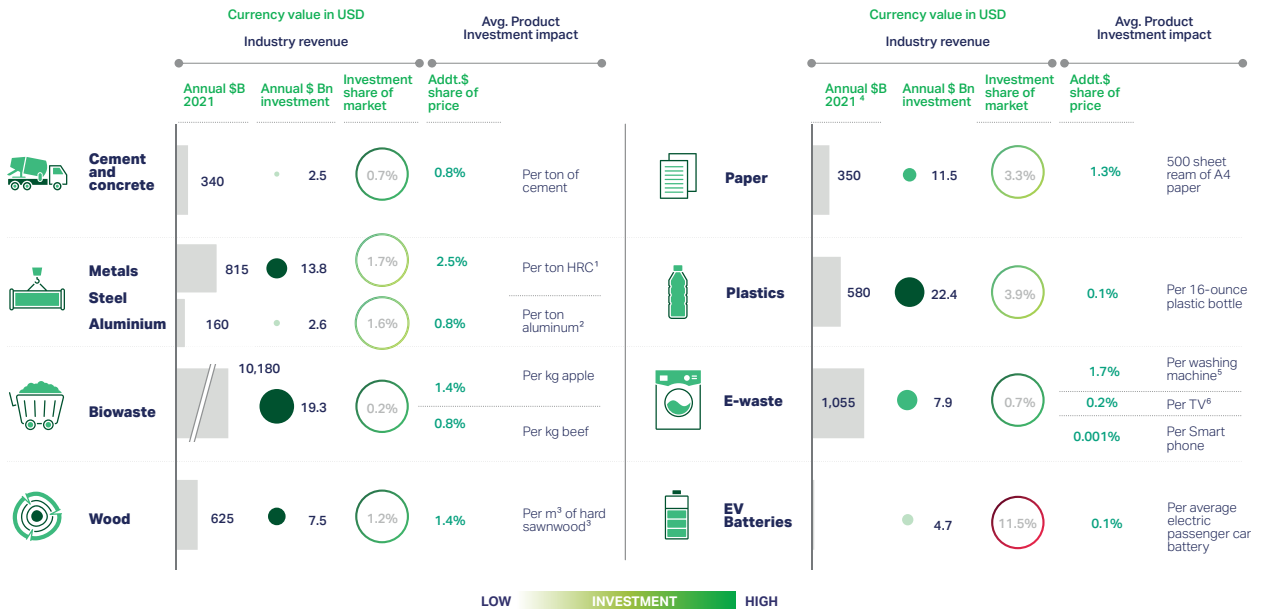 Currency value in USD
Industry revenue
Avg. Product
Investment impact
Annual $B
2021
Annual $ Bn
investment
Investment
share of
market
Addt.$
share of
price
Cement
and
concrete
340
2.5
0.7%
0.8%
Per ton of
cement
Metals
Steel
815
13.8
1.7%
2.5%
Per ton HRC¹
Aluminium
160
2.6
1.6%
0.8%
Per ton
aluminum²
Biowaste
10,180
19.3
0.2%
1.4%
Per kg apple
0.8%
Per kg beef
Wood
625
7.5
1.2%
1.4%
Per m³ of hard
sawnwood³
Currency value in USD
Industry revenue
Avg. Product
Investment impact
Annual $B
2021 ⁴
Annual $ Bn
investment
Investment
share of
market
Addt.$
share of
price
Paper
350
11.5
3.3%
1.3%
500 sheet
ream of A4
paper
Plastics
580
22.4
3.9%
0.1%
Per 16-ounce
plastic bottle
E-waste
1,055
7.9
0.7%
1.7%
Per washing
machine⁵
0.2%
Per TV⁶
0.001%
Per Smart
phone
EV
Batteries
4.7
11.5%
0.1%
Per average
electric
passenger car
battery
LOW INVESTMENT HIGH